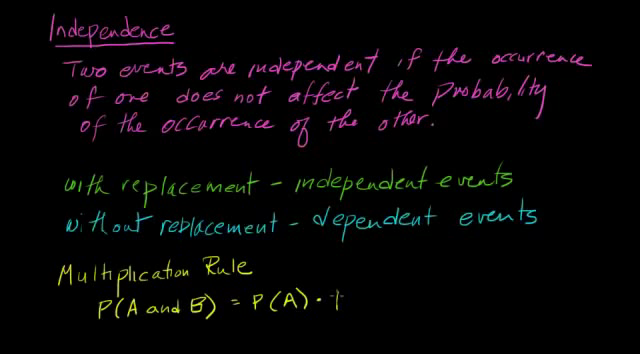 Independence
Two events are independent if the occurrence
of one does not affect the probability
of the occurrence of the other.
with replacement - independent events
without replacement - dependent events
Multiplication Rule
P(A and B) = P(A) ·